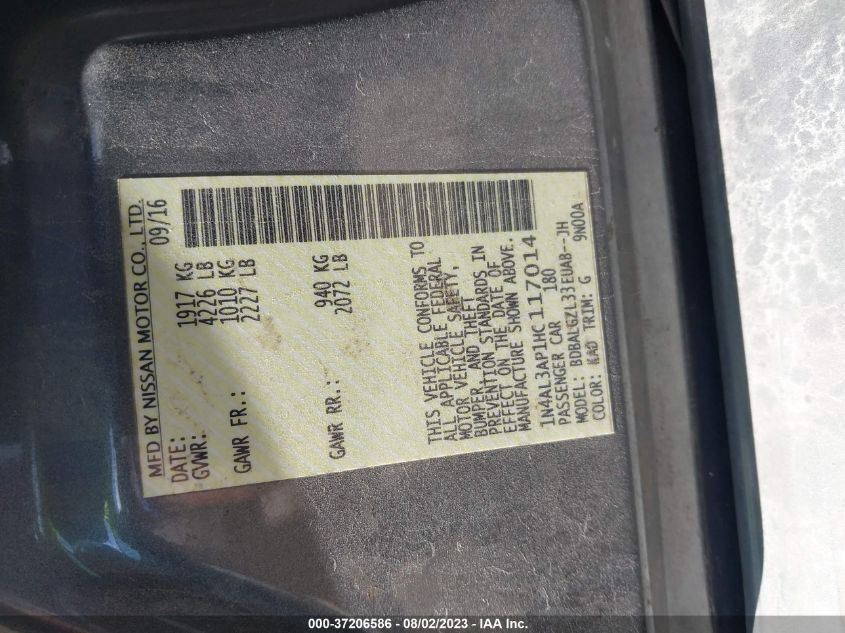 MFD BY NISSAN MOTOR CO., LTD.
DATE: 09/16
GVWR: 1917 KG
4226 LB
GAWR FR.: 1010 KG
2227 LB
GAWR RR.: 940 KG
2072 LB
THIS VEHICLE CONFORMS TO
ALL APPLICABLE FEDERAL
MOTOR VEHICLE SAFETY,
BUMPER, AND THEFT
PREVENTION STANDARDS IN
EFFECT ON THE DATE OF
MANUFACTURE SHOWN ABOVE.
1N4AL3AP1HC117014
PASSENGER CAR 180
MODEL: BDBALGZL33EUAB--JH
COLOR: KAD TRIM: G 9N00A
000-37206586 - 08/02/2023 - IAA Inc.